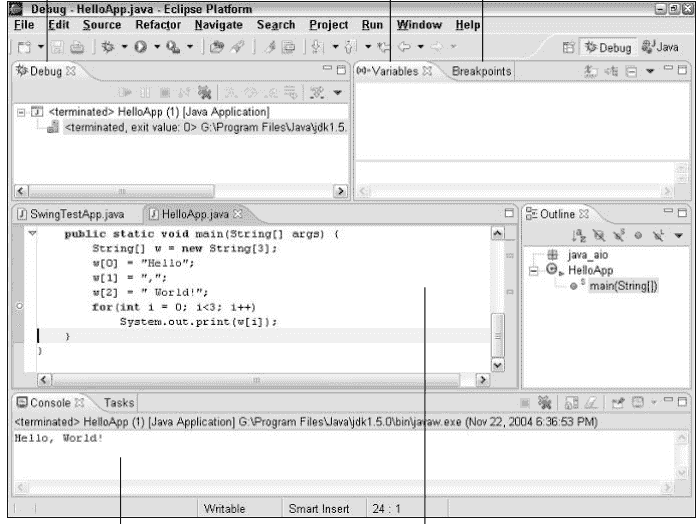 Debug - HelloApp.java - Eclipse Platform
File Edit Source Refactor Navigate Search Project Run Window Help
Debug Java
Debug
<terminated> HelloApp (1) [Java Application]
<terminated, exit value: 0> G:\Program Files\Java\jdk1.5.
(x)= Variables Breakpoints
SwingTestApp.java HelloApp.java
public static void main(String[] args) {
String[] w = new String[3];
w[0] = "Hello";
w[1] = ",";
w[2] = " World!";
for(int i = 0; i<3; i++)
System.out.print(w[i]);
}
}
Outline
java_aio
HelloApp
main(String[])
Console Tasks
<terminated> HelloApp (1) [Java Application] G:\Program Files\Java\jdk1.5.0\bin\javaw.exe (Nov 22, 2004 6:36:53 PM)
Hello, World!
Writable Smart Insert 24 : 1